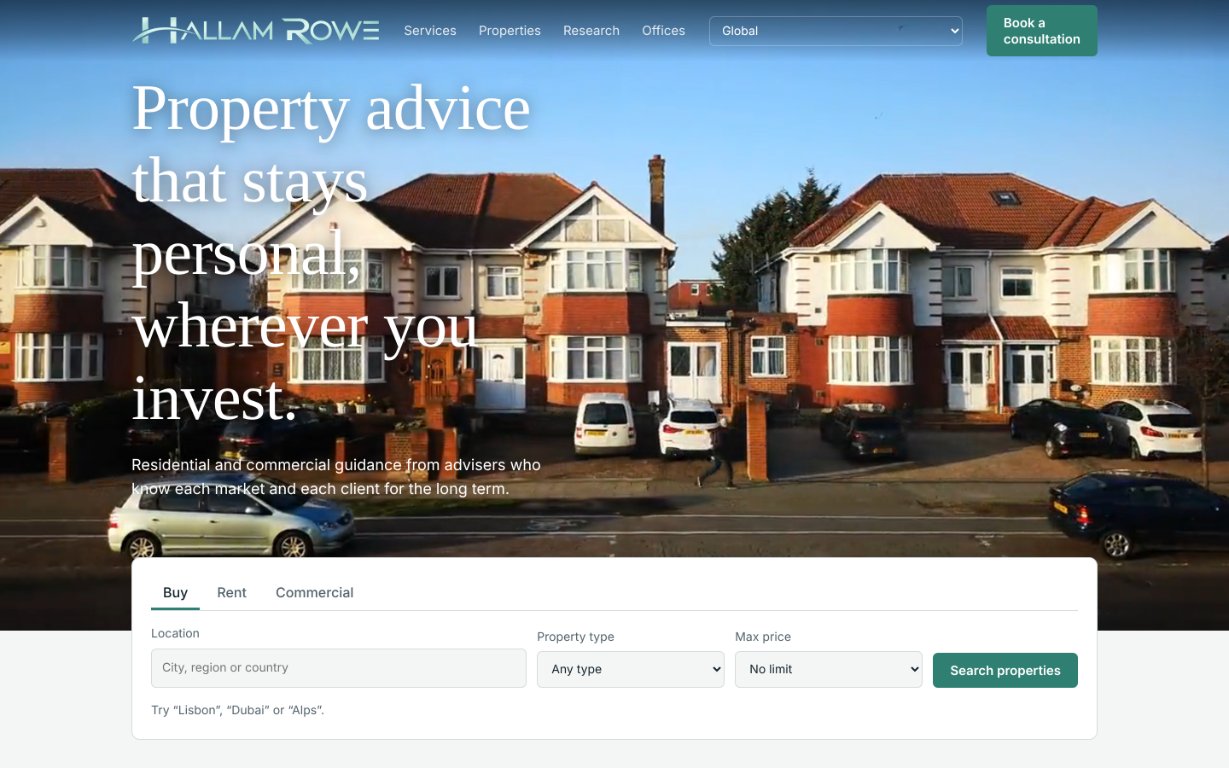 HALLAM ROWE
Services
Properties
Research
Offices
Global
Book a
consultation
Property advice
that stays
personal,
wherever you
invest.
Residential and commercial guidance from advisers who
know each market and each client for the long term.
Buy
Rent
Commercial
Location
City, region or country
Property type
Any type
Max price
No limit
Search properties
Try “Lisbon”, “Dubai” or “Alps”.